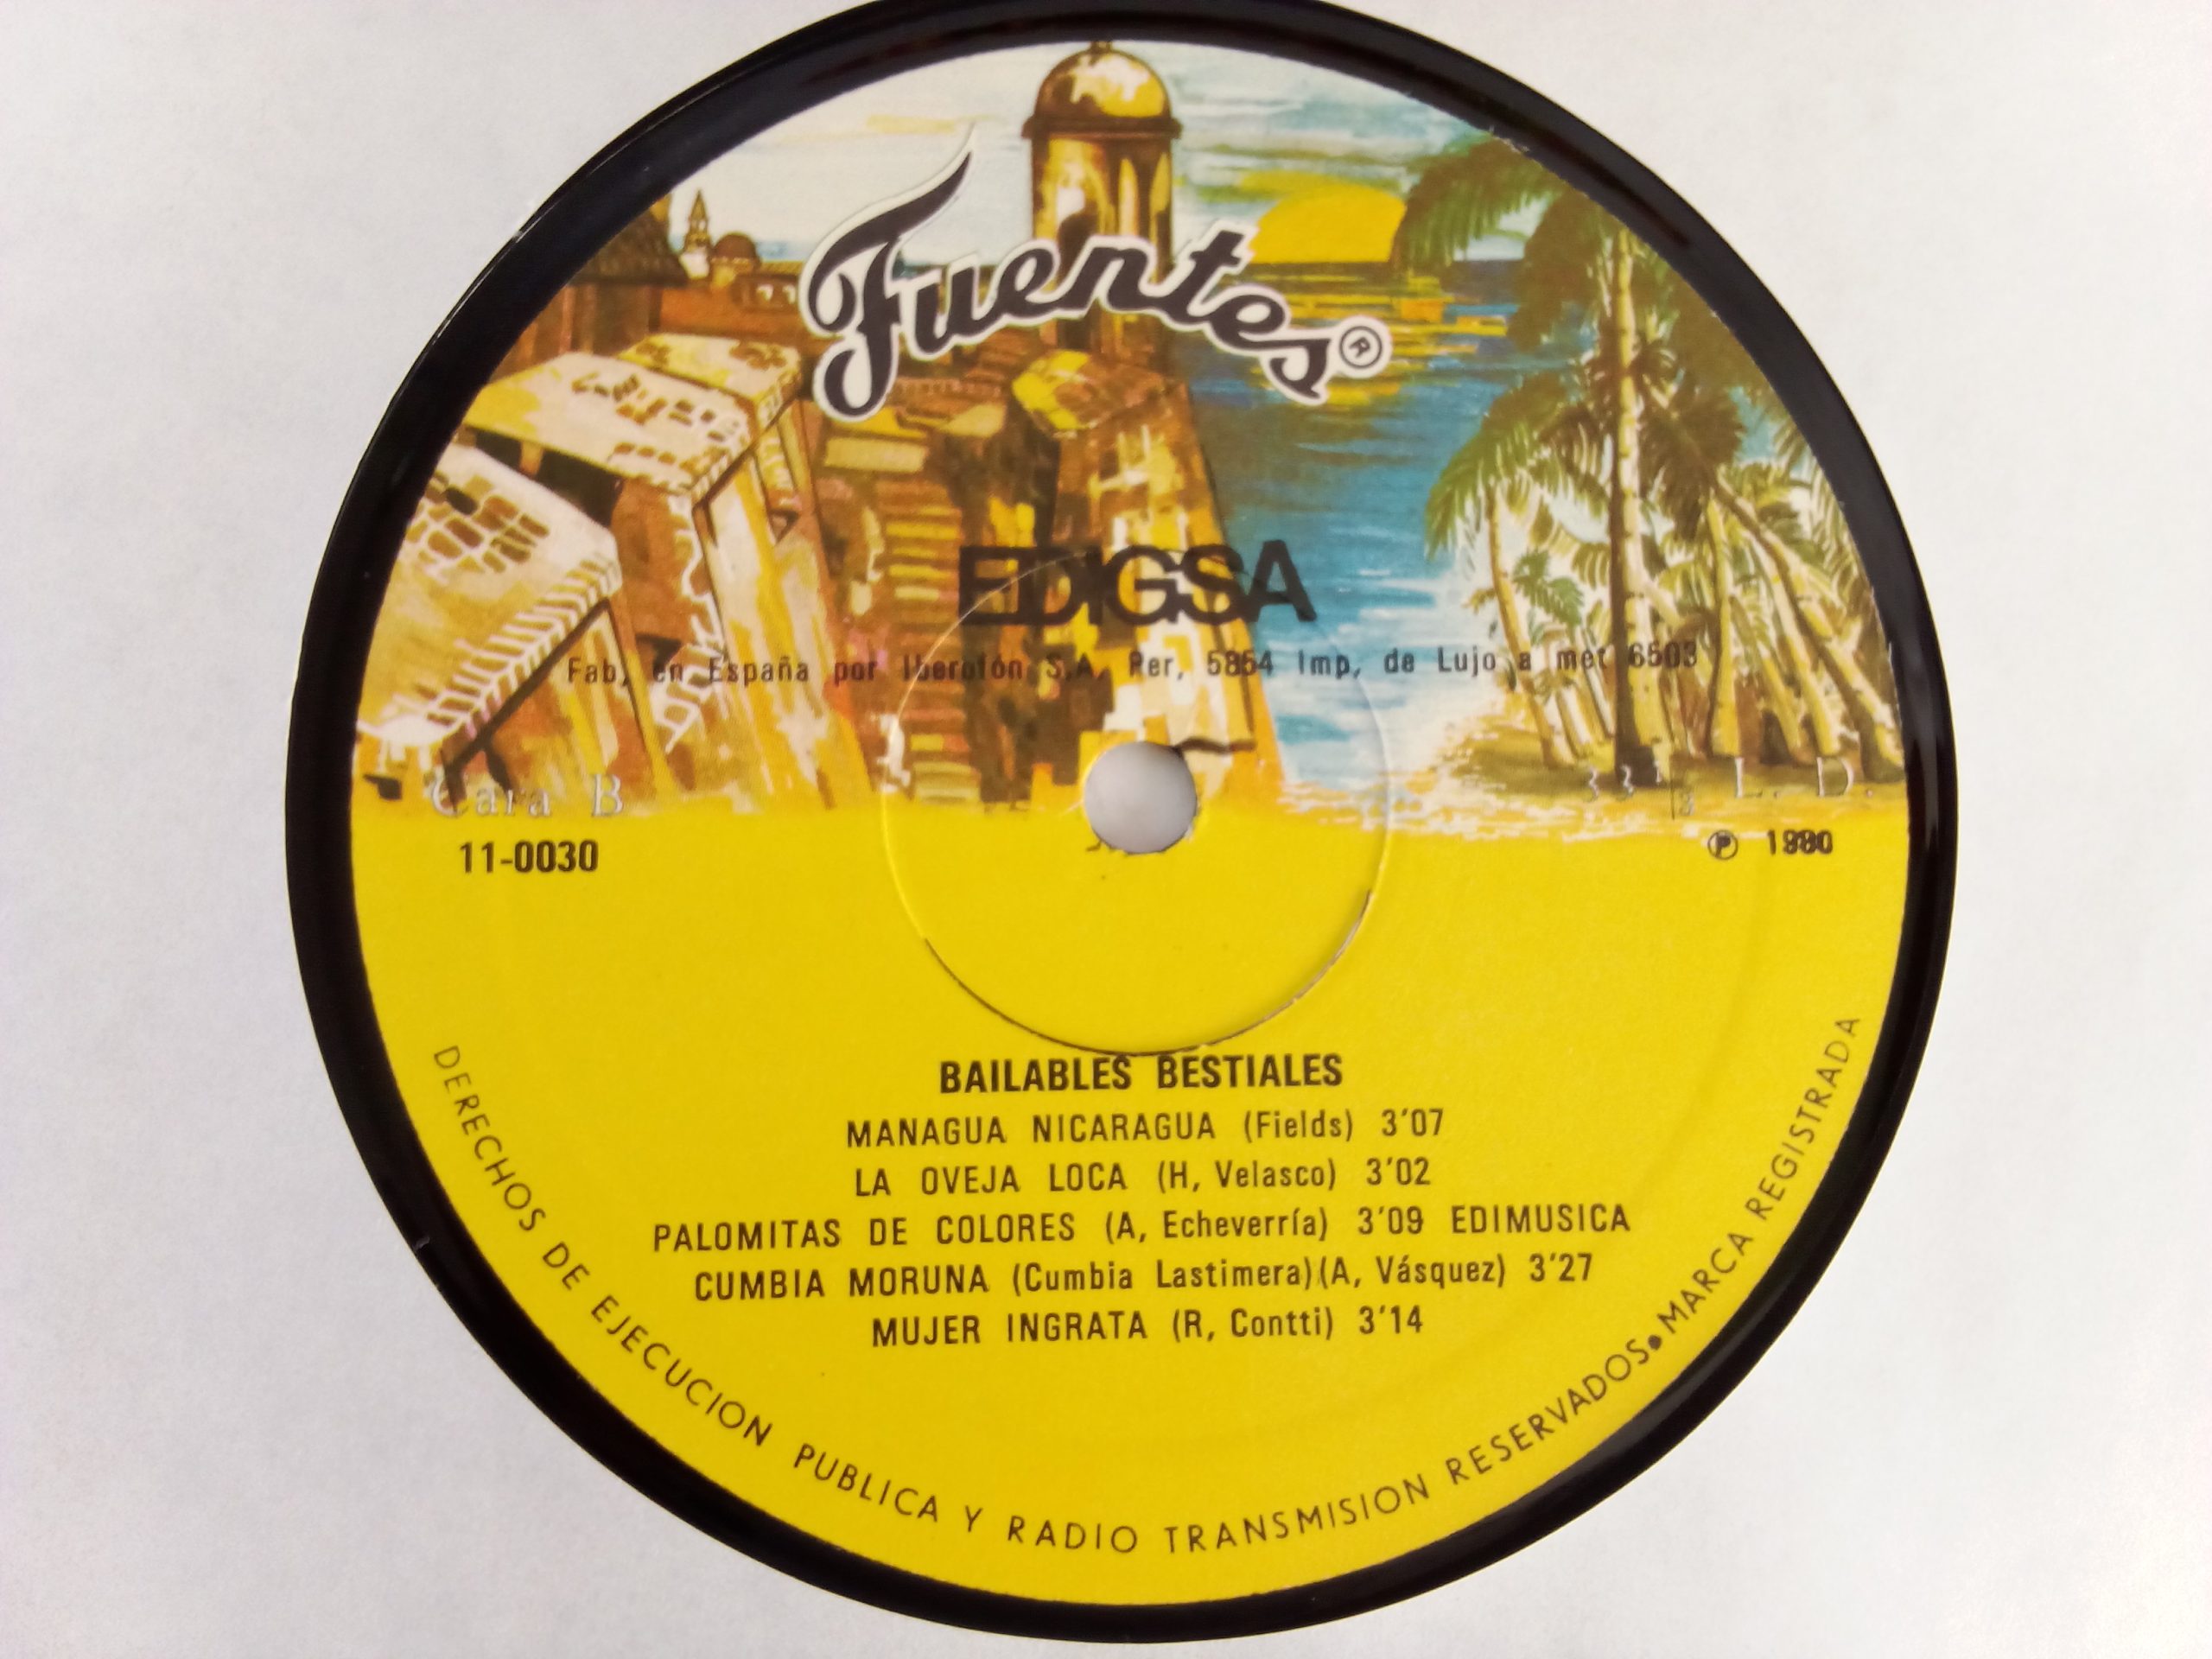 Fuentes®
EDIGSA
Fab, en España por Iberofón S.A, Per, 5854 Imp, de Lujo a met 6503
Cara B
33 1/3 L. D.
11-0030
℗ 1980
BAILABLES BESTIALES
MANAGUA NICARAGUA (Fields) 3'07
LA OVEJA LOCA (H, Velasco) 3'02
PALOMITAS DE COLORES (A, Echeverría) 3'09 EDIMUSICA
CUMBIA MORUNA (Cumbia Lastimera)(A, Vásquez) 3'27
MUJER INGRATA (R, Contti) 3'14
DERECHOS DE EJECUCION PUBLICA Y RADIO TRANSMISION RESERVADOS.MARCA REGISTRADA